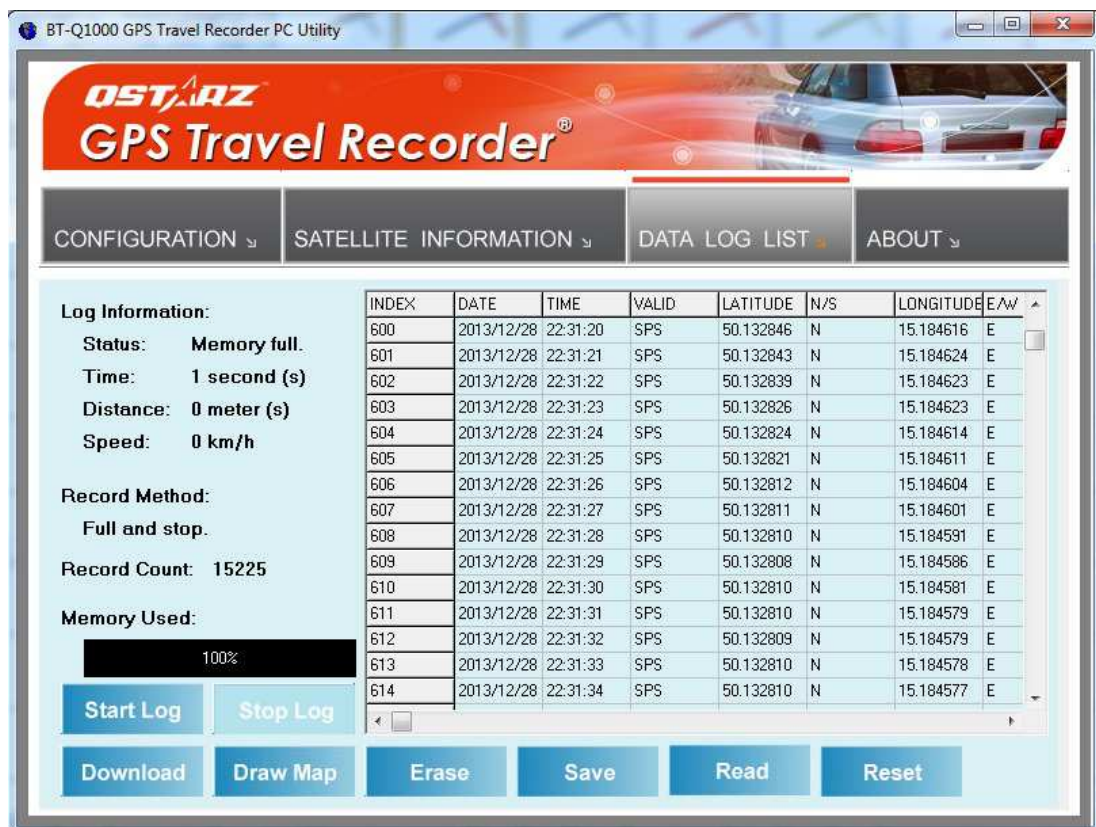 BT-Q1000 GPS Travel Recorder PC Utility
QSTARZ™
GPS Travel Recorder®
CONFIGURATION SATELLITE INFORMATION DATA LOG LIST ABOUT
Log Information:
Status: Memory full.
Time: 1 second (s)
Distance: 0 meter (s)
Speed: 0 km/h
Record Method:
Full and stop.
Record Count: 15225
Memory Used:
100%
INDEX DATE TIME VALID LATITUDE N/S LONGITUDE E/W
600 2013/12/28 22:31:20 SPS 50.132846 N 15.184616 E
601 2013/12/28 22:31:21 SPS 50.132843 N 15.184624 E
602 2013/12/28 22:31:22 SPS 50.132839 N 15.184623 E
603 2013/12/28 22:31:23 SPS 50.132826 N 15.184623 E
604 2013/12/28 22:31:24 SPS 50.132824 N 15.184614 E
605 2013/12/28 22:31:25 SPS 50.132821 N 15.184611 E
606 2013/12/28 22:31:26 SPS 50.132812 N 15.184604 E
607 2013/12/28 22:31:27 SPS 50.132811 N 15.184601 E
608 2013/12/28 22:31:28 SPS 50.132810 N 15.184591 E
609 2013/12/28 22:31:29 SPS 50.132808 N 15.184586 E
610 2013/12/28 22:31:30 SPS 50.132810 N 15.184581 E
611 2013/12/28 22:31:31 SPS 50.132810 N 15.184579 E
612 2013/12/28 22:31:32 SPS 50.132809 N 15.184579 E
613 2013/12/28 22:31:33 SPS 50.132810 N 15.184578 E
614 2013/12/28 22:31:34 SPS 50.132810 N 15.184577 E
Start Log Stop Log
Download Draw Map Erase Save Read Reset